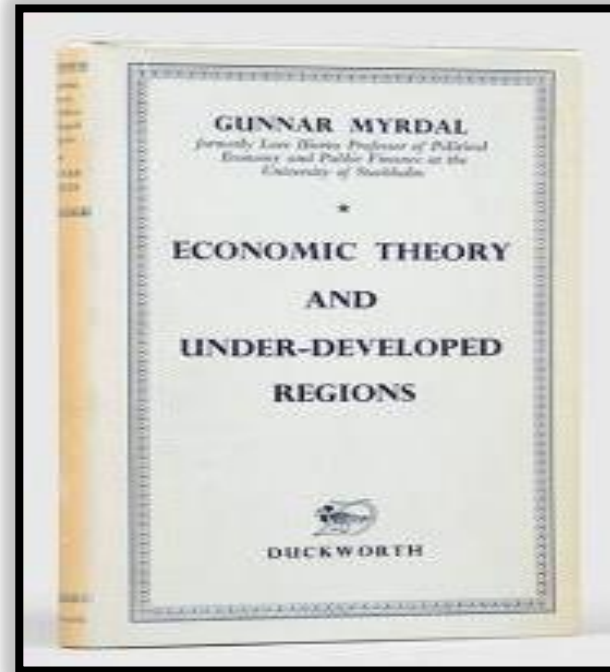 GUNNAR MYRDAL
formerly Lars Hierta Professor of Political
Economy and Public Finance at the
University of Stockholm
ECONOMIC THEORY
AND
UNDER-DEVELOPED
REGIONS
DUCKWORTH